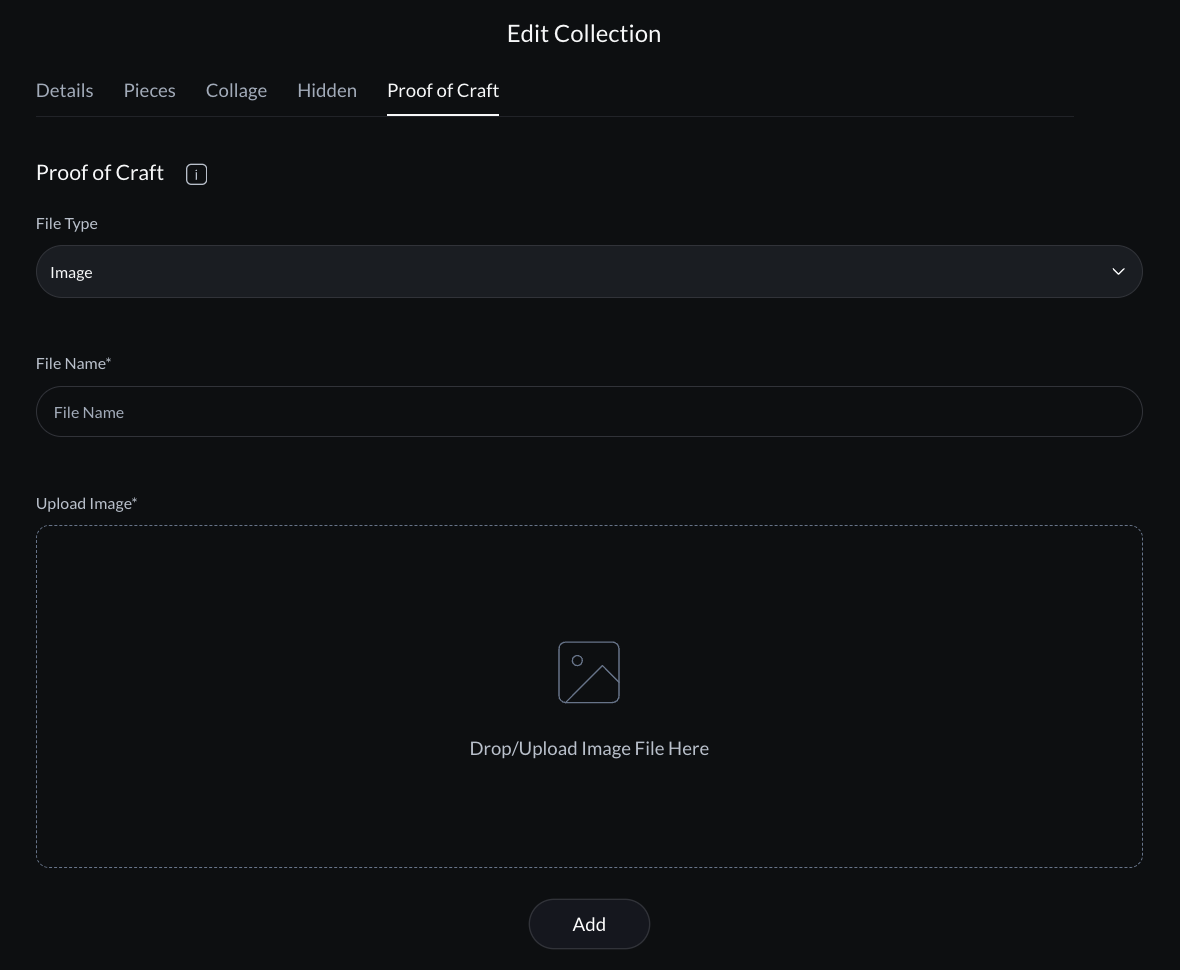 Edit Collection
Details Pieces Collage Hidden Proof of Craft
Proof of Craft i
File Type
Image
File Name*
File Name
Upload Image*
Drop/Upload Image File Here
Add